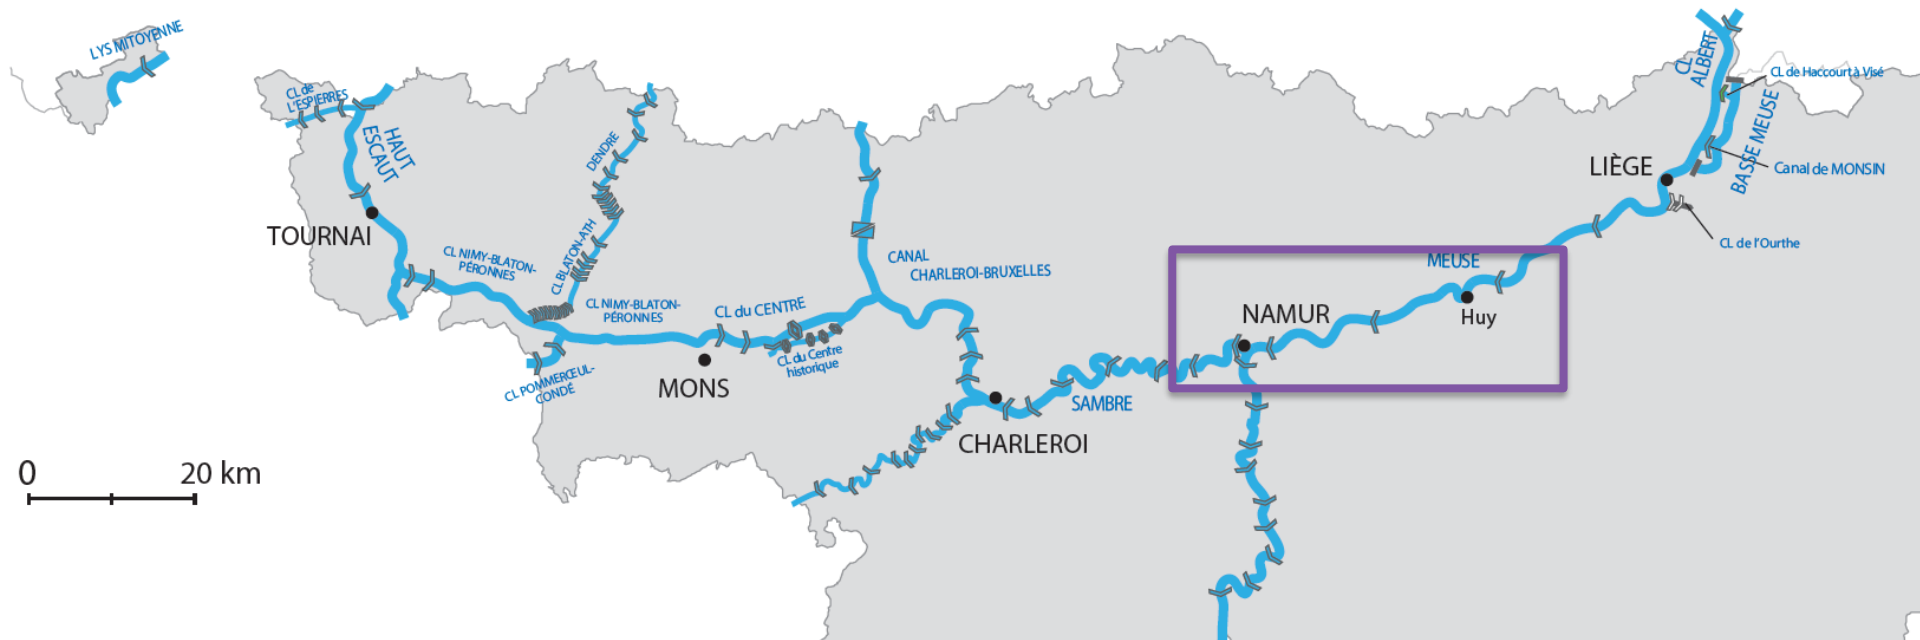 LYS MITOYENNE
CL de
L'ESPIERRES
HAUT
ESCAUT
TOURNAI
CL NIMY-BLATON-
PÉRONNES
DENDRE
CL BLATON-ATH
CL NIMY-BLATON-
PÉRONNES
CL POMMERŒUL-
CONDÉ
MONS
CL du CENTRE
CL du Centre
historique
CANAL
CHARLEROI-BRUXELLES
CHARLEROI
SAMBRE
NAMUR
MEUSE
Huy
LIÈGE
CL
ALBERT
CL de Haccourt à Visé
BASSE MEUSE
Canal de MONSIN
CL de l'Ourthe
0 20 km